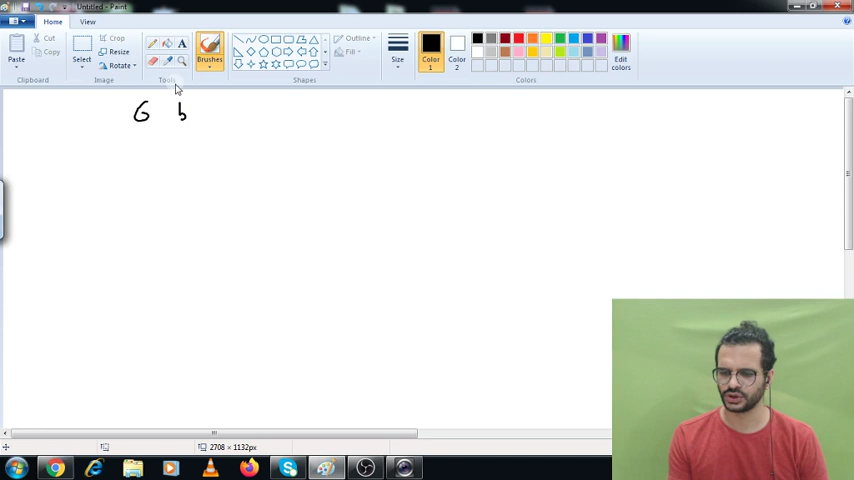 Untitled - Paint
Home View
Paste
Cut
Copy
Clipboard
Select
Crop
Resize
Rotate
Image
Tools
Brushes
Shapes
Outline
Fill
Size
Color 1
Color 2
Colors
Edit colors
G b
2708 × 1132px